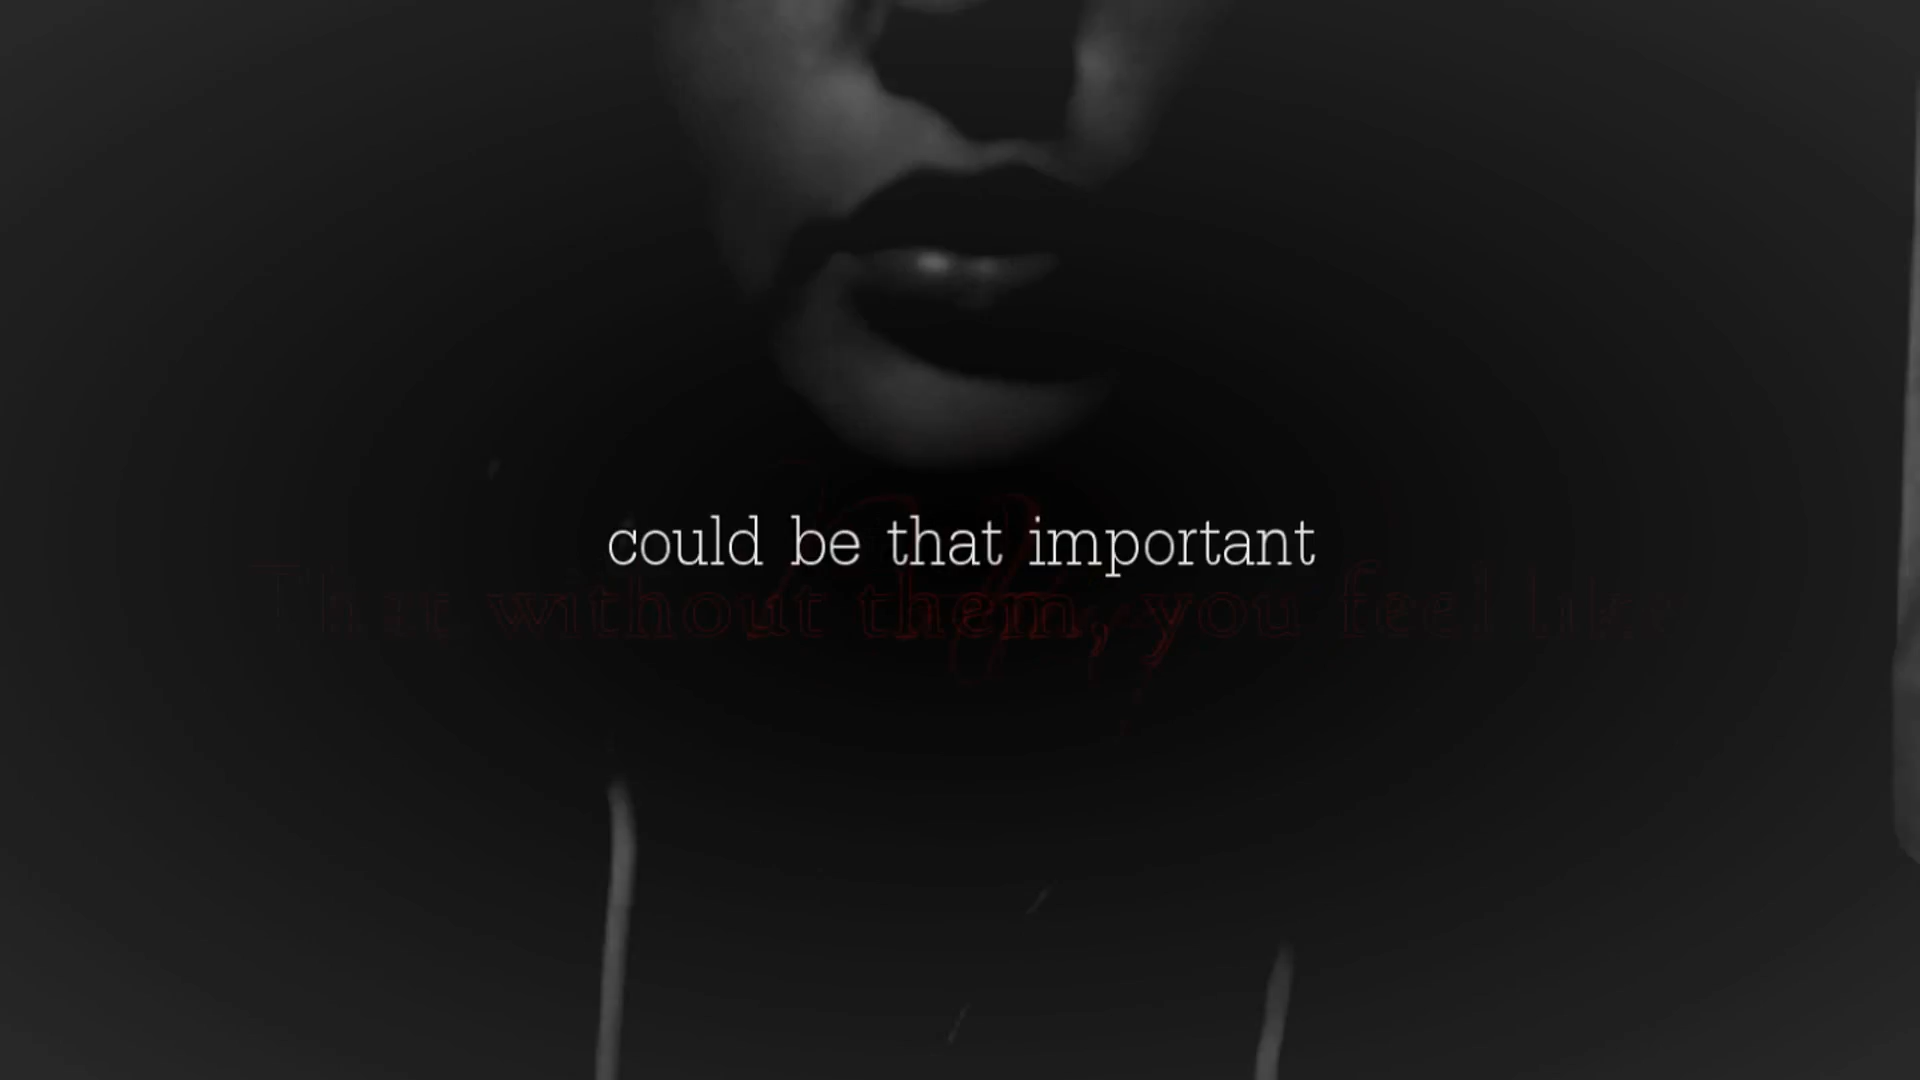 could be that important
That without them, you feel like